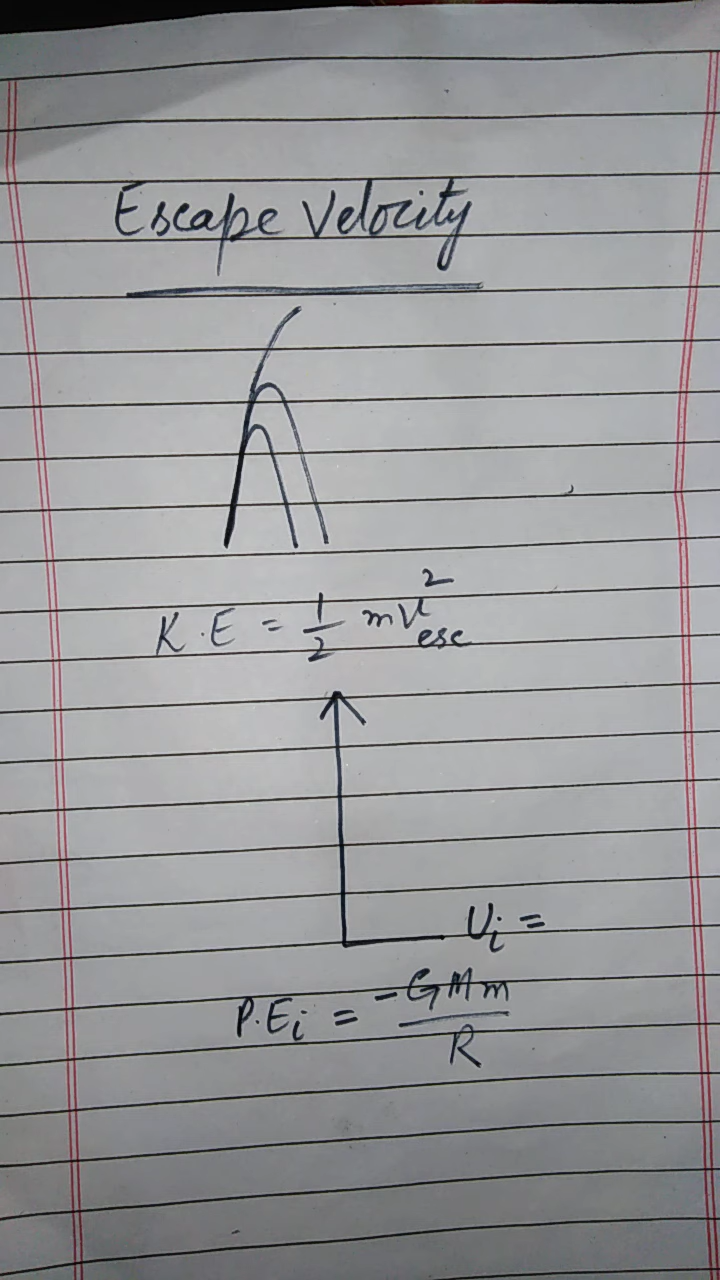 Escape Velocity
K.E = 1/2 mv²esc
Ui =
P.Ei = -GMm/R